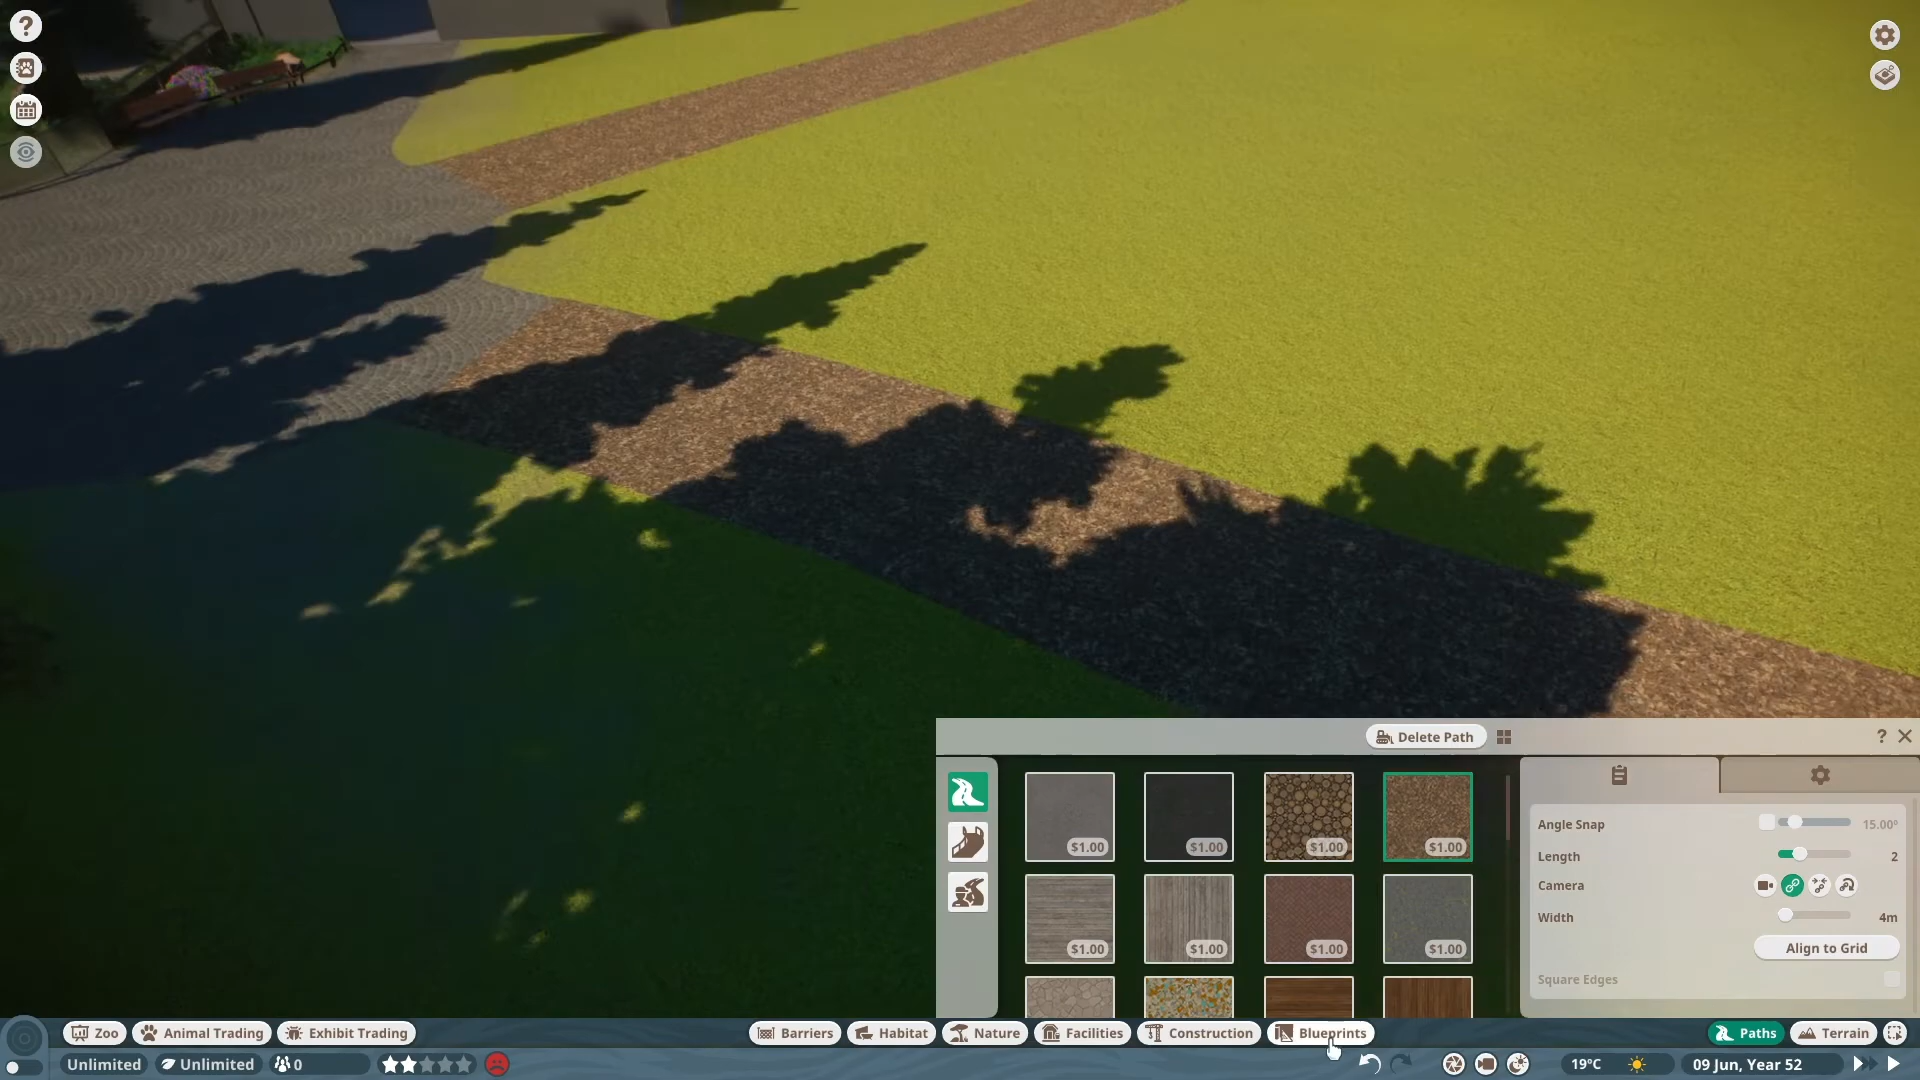 ?
Delete Path
?
$1.00 $1.00 $1.00 $1.00
$1.00 $1.00 $1.00 $1.00
Angle Snap 15.00°
Length 2
Camera
Width 4m
Align to Grid
Square Edges
Zoo Animal Trading Exhibit Trading Barriers Habitat Nature Facilities Construction Blueprints Paths Terrain
Unlimited Unlimited 0 19°C 09 Jun, Year 52